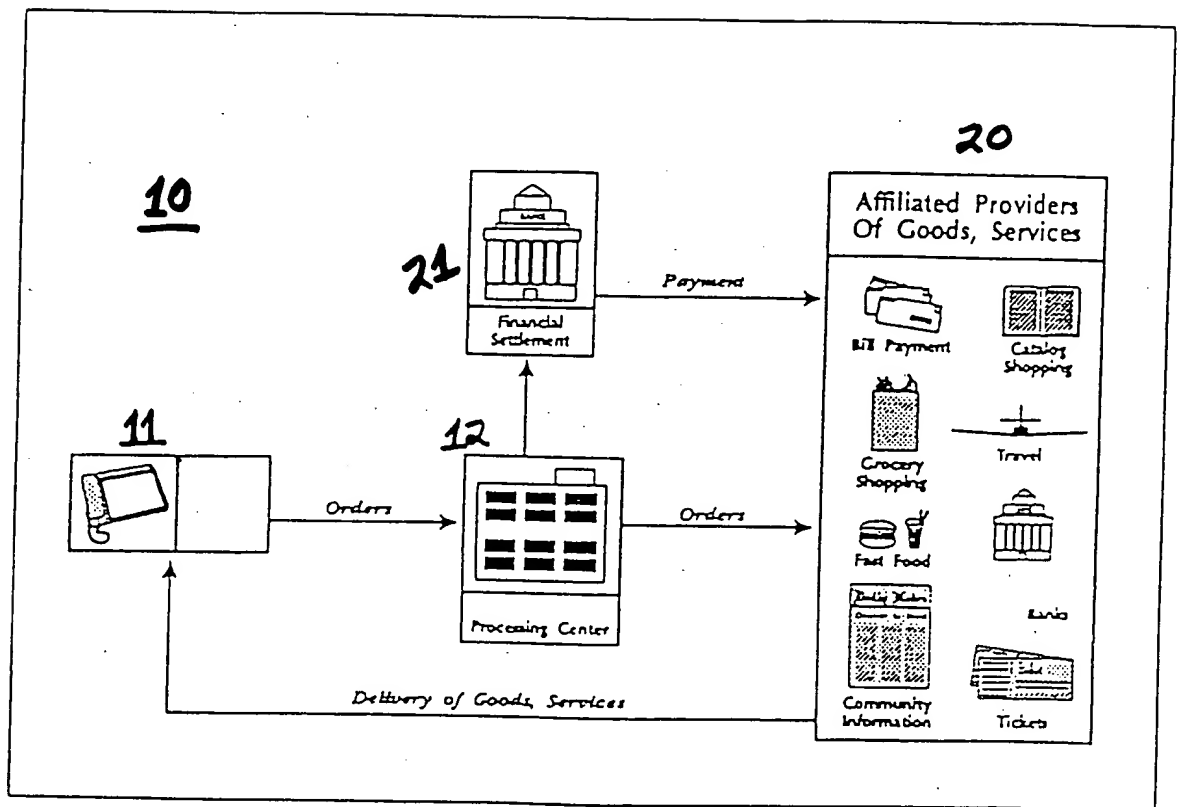 10
20
Affiliated Providers
Of Goods, Services
21
Financial
Settlement
Payment
Bill Payment
Catalog
Shopping
11
12
Grocery
Shopping
Travel
Orders
Orders
Fast Food
Processing Center
Banks
Delivery of Goods, Services
Community
Information
Tickets